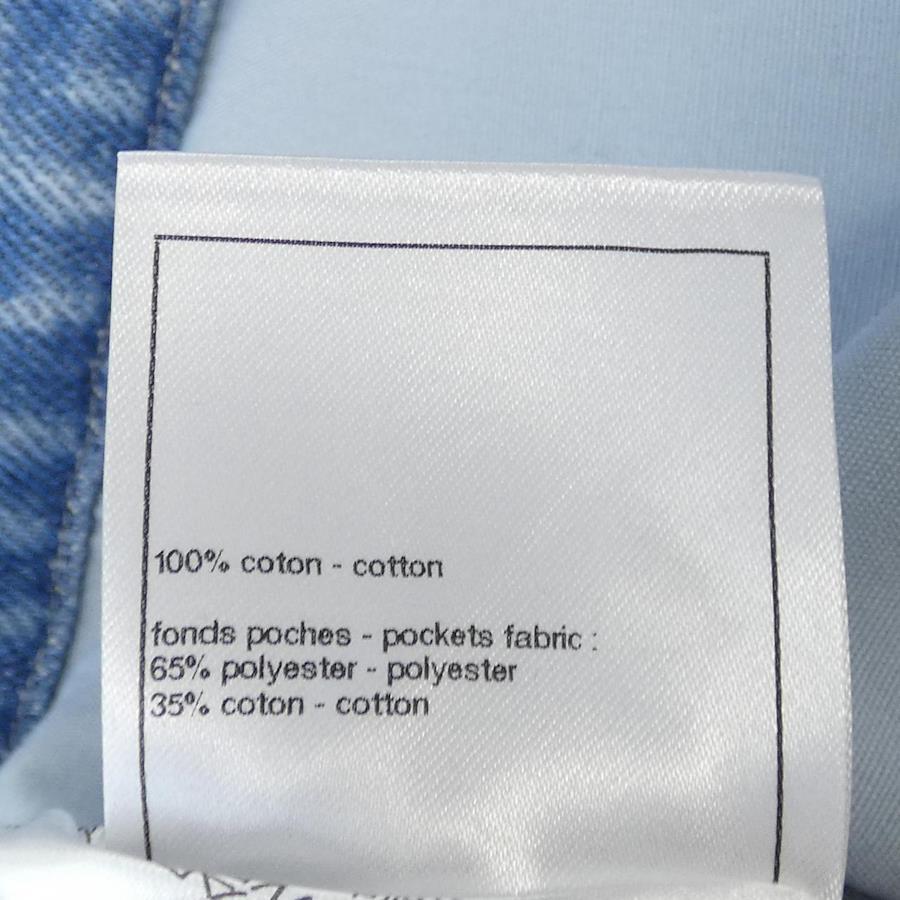 100% coton - cotton
fonds poches - pockets fabric :
65% polyester - polyester
35% coton - cotton